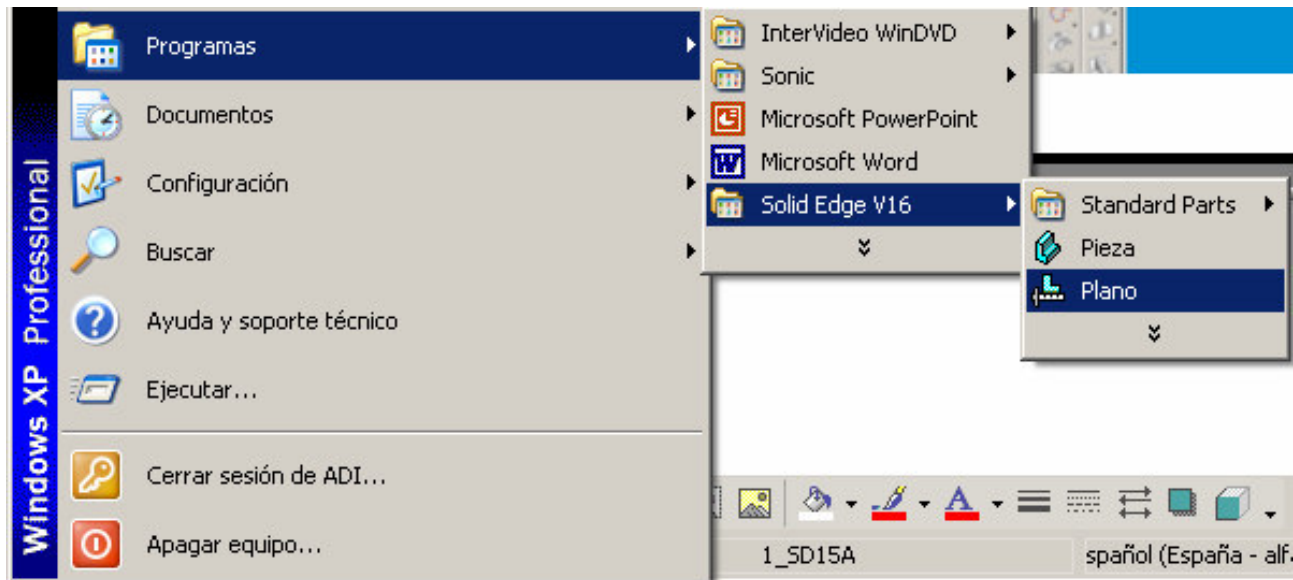 Windows XP Professional
Programas
Documentos
Configuración
Buscar
Ayuda y soporte técnico
Ejecutar...
Cerrar sesión de ADI...
Apagar equipo...
InterVideo WinDVD
Sonic
Microsoft PowerPoint
Microsoft Word
Solid Edge V16
Standard Parts
Pieza
Plano
1_SD15A
spañol (España - alf